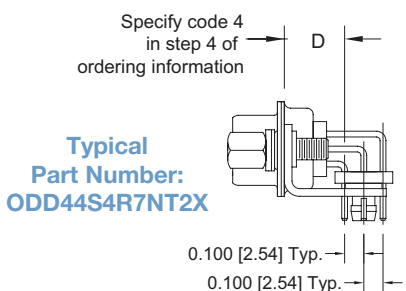 Specify code 4
in step 4 of
ordering information
D
Typical
Part Number:
ODD44S4R7NT2X
0.100 [2.54] Typ.
0.100 [2.54] Typ.